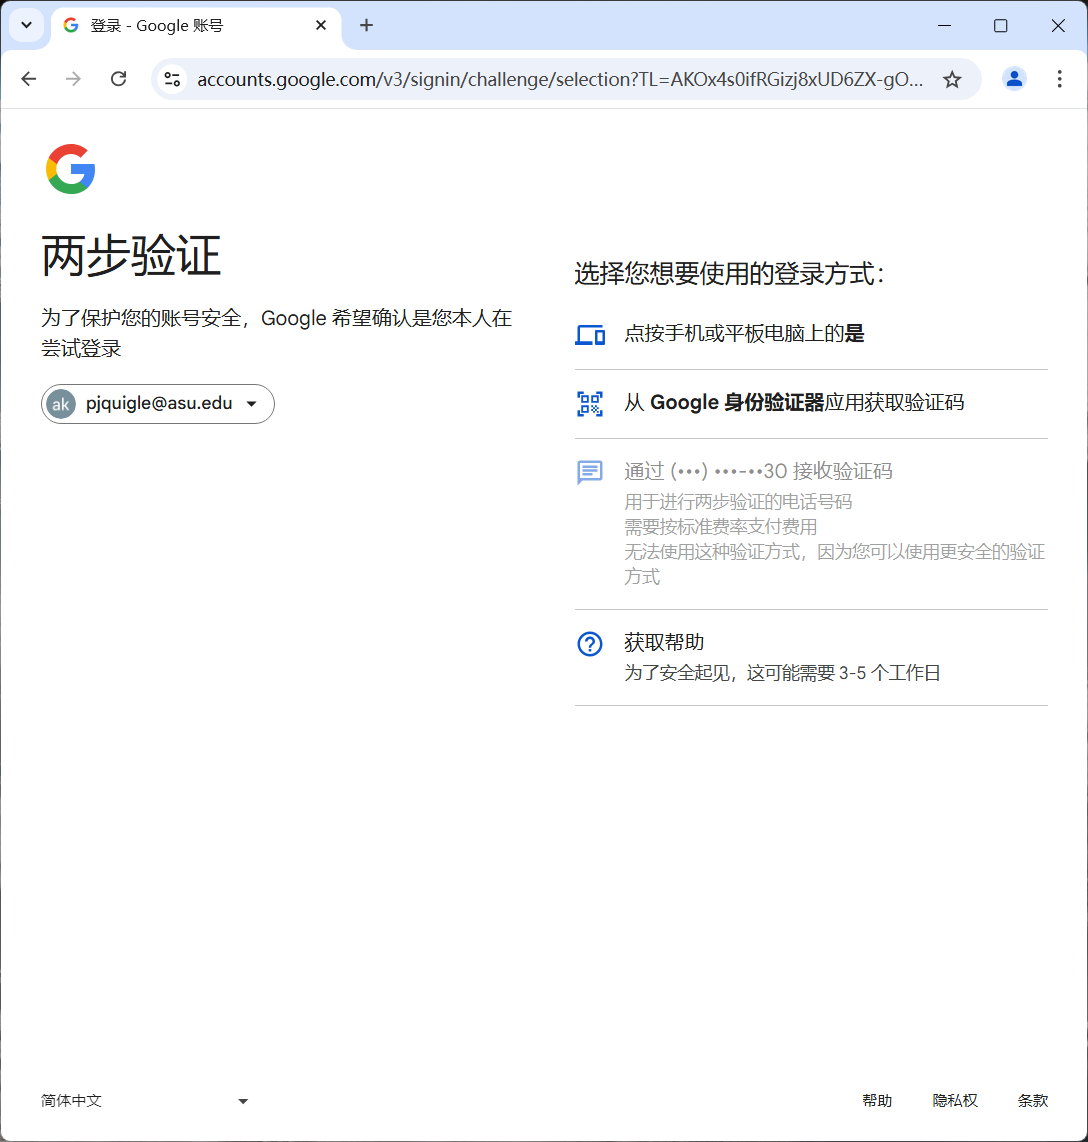 登录 - Google 账号
accounts.google.com/v3/signin/challenge/selection?TL=AKOx4s0ifRGizj8xUD6ZX-gO...
两步验证
为了保护您的账号安全，Google 希望确认是您本人在
尝试登录
ak pjquigle@asu.edu
选择您想要使用的登录方式：
点按手机或平板电脑上的是
从 Google 身份验证器应用获取验证码
通过 (•••) •••-••30 接收验证码
用于进行两步验证的电话号码
需要按标准费率支付费用
无法使用这种验证方式，因为您可以使用更安全的验证
方式
获取帮助
为了安全起见，这可能需要 3-5 个工作日
简体中文
帮助 隐私权 条款